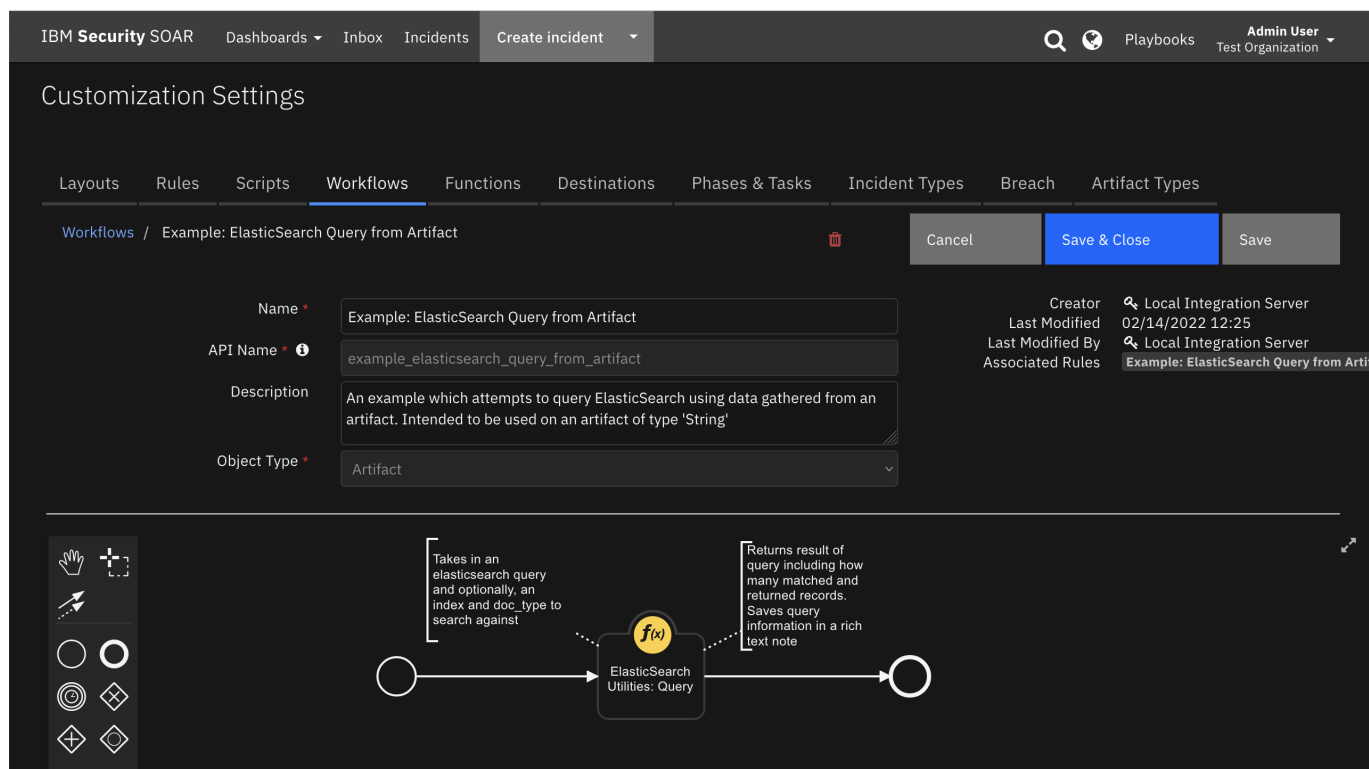 IBM Security SOAR Dashboards Inbox Incidents Create incident Playbooks Admin User
Test Organization
Customization Settings
Layouts Rules Scripts Workflows Functions Destinations Phases & Tasks Incident Types Breach Artifact Types
Workflows / Example: ElasticSearch Query from Artifact Cancel Save & Close Save
Name * Example: ElasticSearch Query from Artifact
API Name * example_elasticsearch_query_from_artifact
Description An example which attempts to query ElasticSearch using data gathered from an
artifact. Intended to be used on an artifact of type 'String'
Object Type * Artifact
Creator Local Integration Server
Last Modified 02/14/2022 12:25
Last Modified By Local Integration Server
Associated Rules Example: ElasticSearch Query from Arti
Takes in an
elasticsearch query
and optionally, an
index and doc_type to
search against
Returns result of
query including how
many matched and
returned records.
Saves query
information in a rich
text note
f(x)
ElasticSearch
Utilities: Query